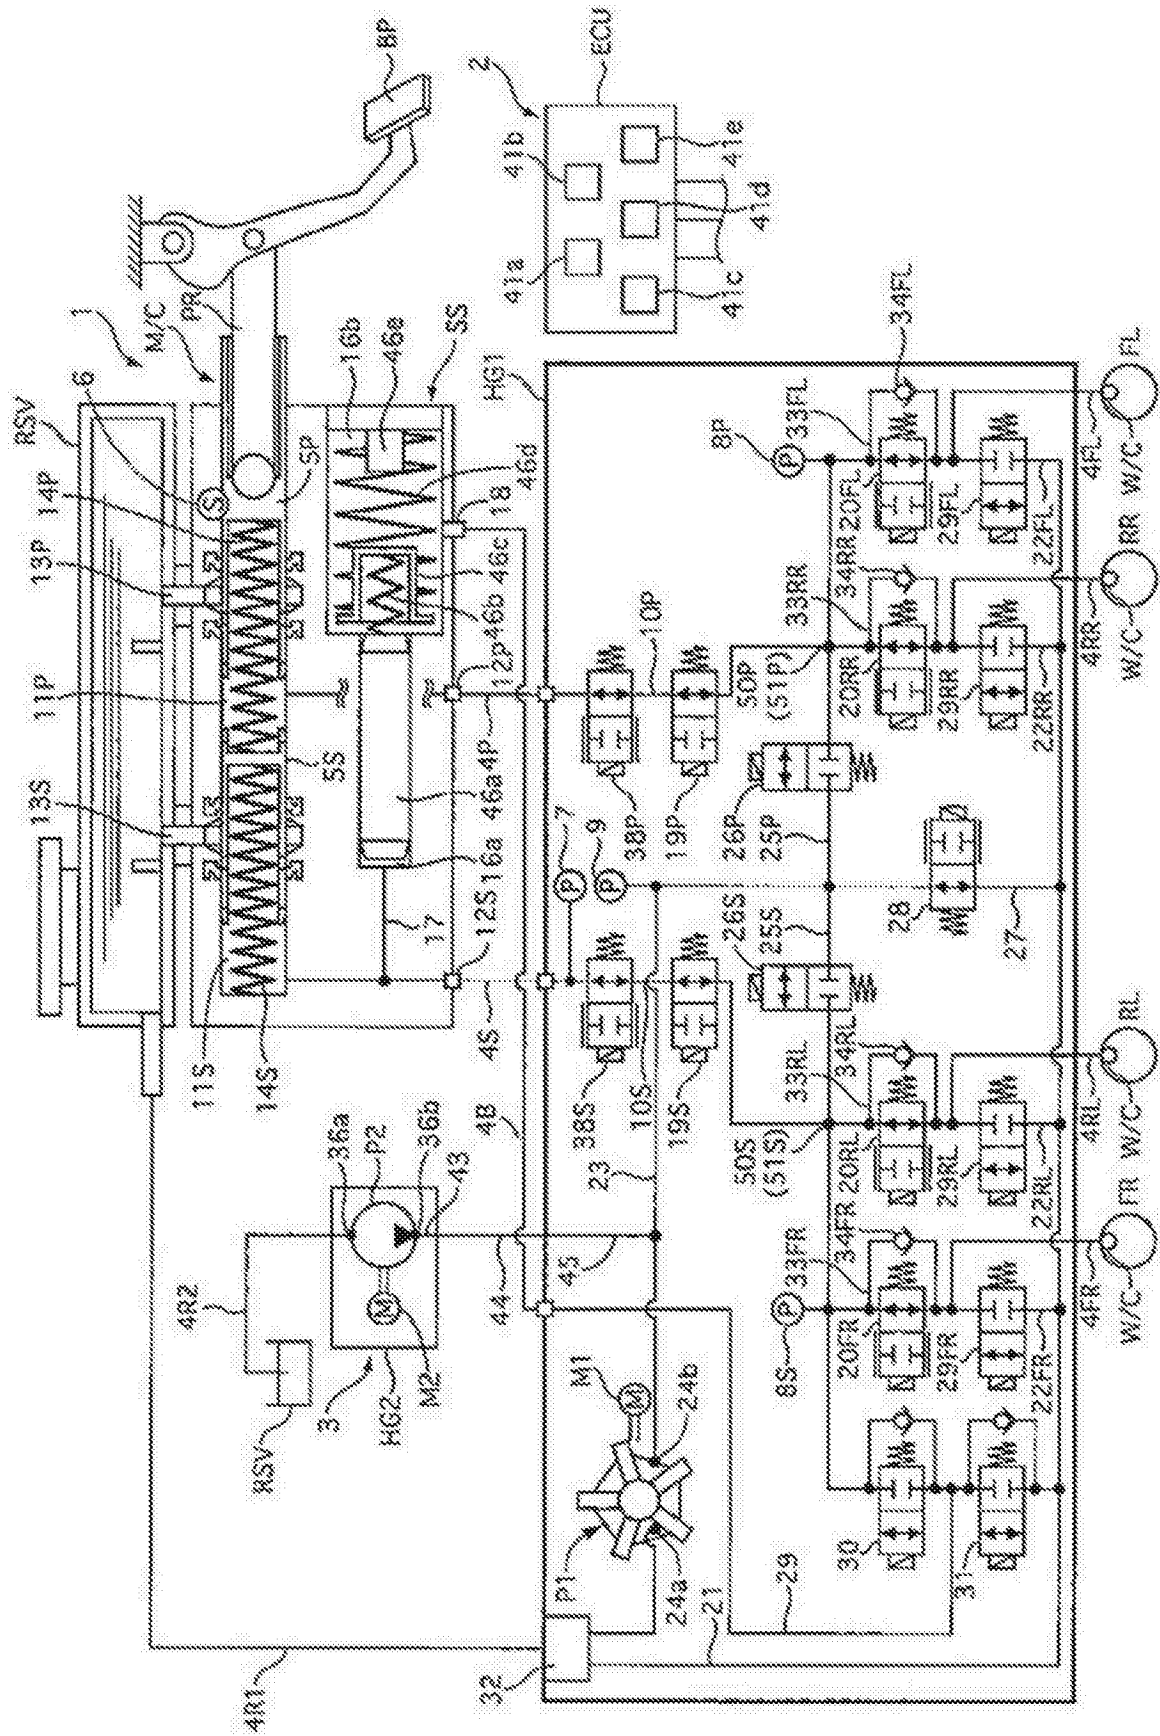 1
2
3
BP
M/C
PR
RSV
6
14P
13P
11P
13S
5P
5S
11S
14S
16b
46e
SS
46d
18
46c
46b
12P
4P
46a
16a
12S
17
4S
4B
ECU
41b
41e
41a
41d
41c
HG1
36a
P2
36b
43
44
45
4R2
RSV
HG2
M
M2
4R1
S
P
7
P
9
38P
19P
10P
50P
(51P)
26P
25P
26S
25S
38S
10S
19S
50S
(51S)
23
28
27
8P
P
33FL
34FL
20FL
29FL
22FL
4FL
W/C
FL
33RR
34RR
20RR
29RR
22RR
4RR
W/C
RR
33RL
34RL
20RL
29RL
22RL
4RL
W/C
RL
8S
P
33FR
34FR
20FR
29FR
22FR
4FR
W/C
FR
M1
M
P1
24a
24b
30
31
29
21
32